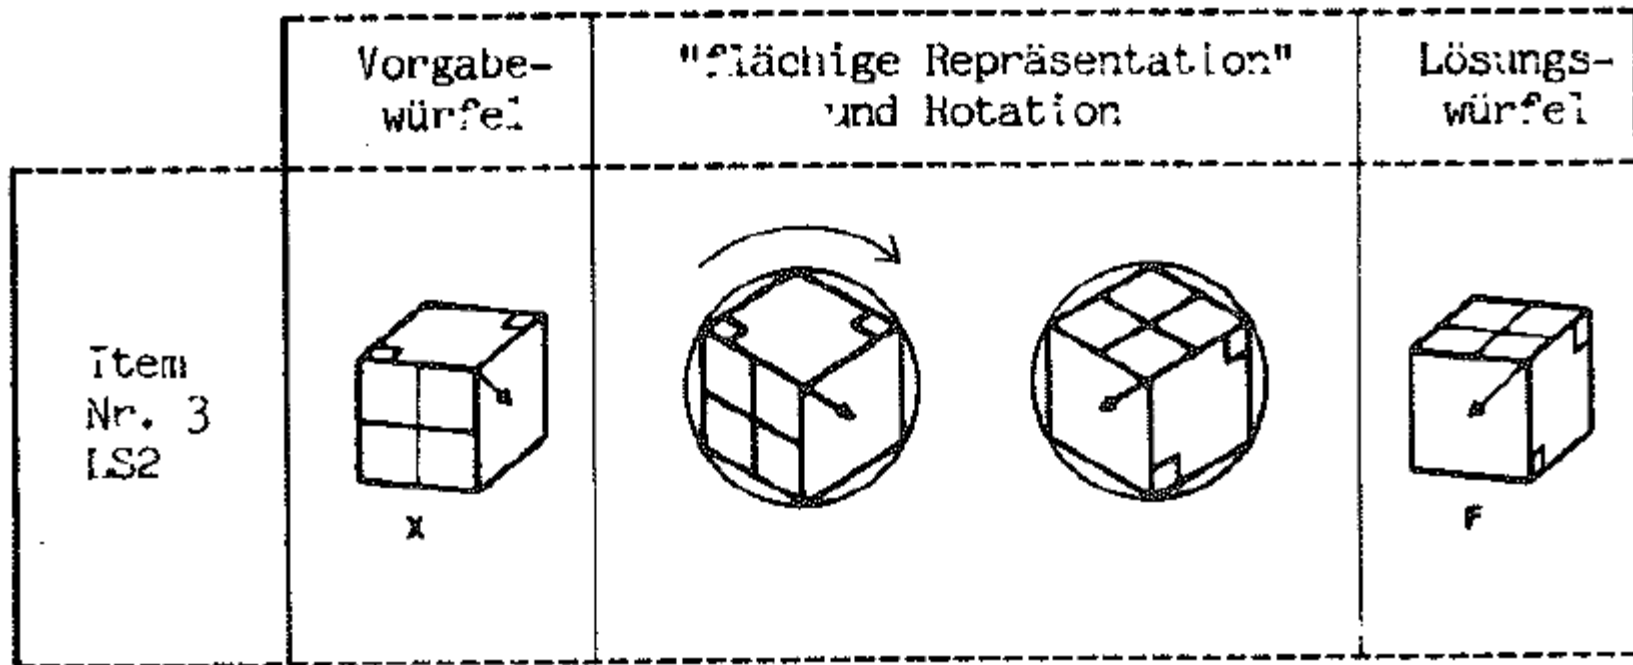 Vorgabe-
würfel
"flächige Repräsentation"
und Rotation
Lösungs-
würfel
Item
Nr. 3
LS2
X
F